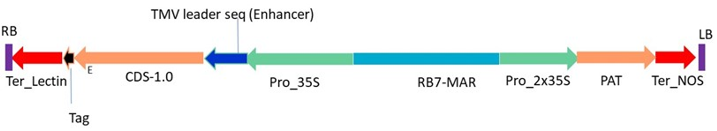 TMV leader seq (Enhancer)
RB
LB
E
Ter_Lectin
CDS-1.0
Pro_35S
RB7-MAR
Pro_2x35S
PAT
Ter_NOS
Tag